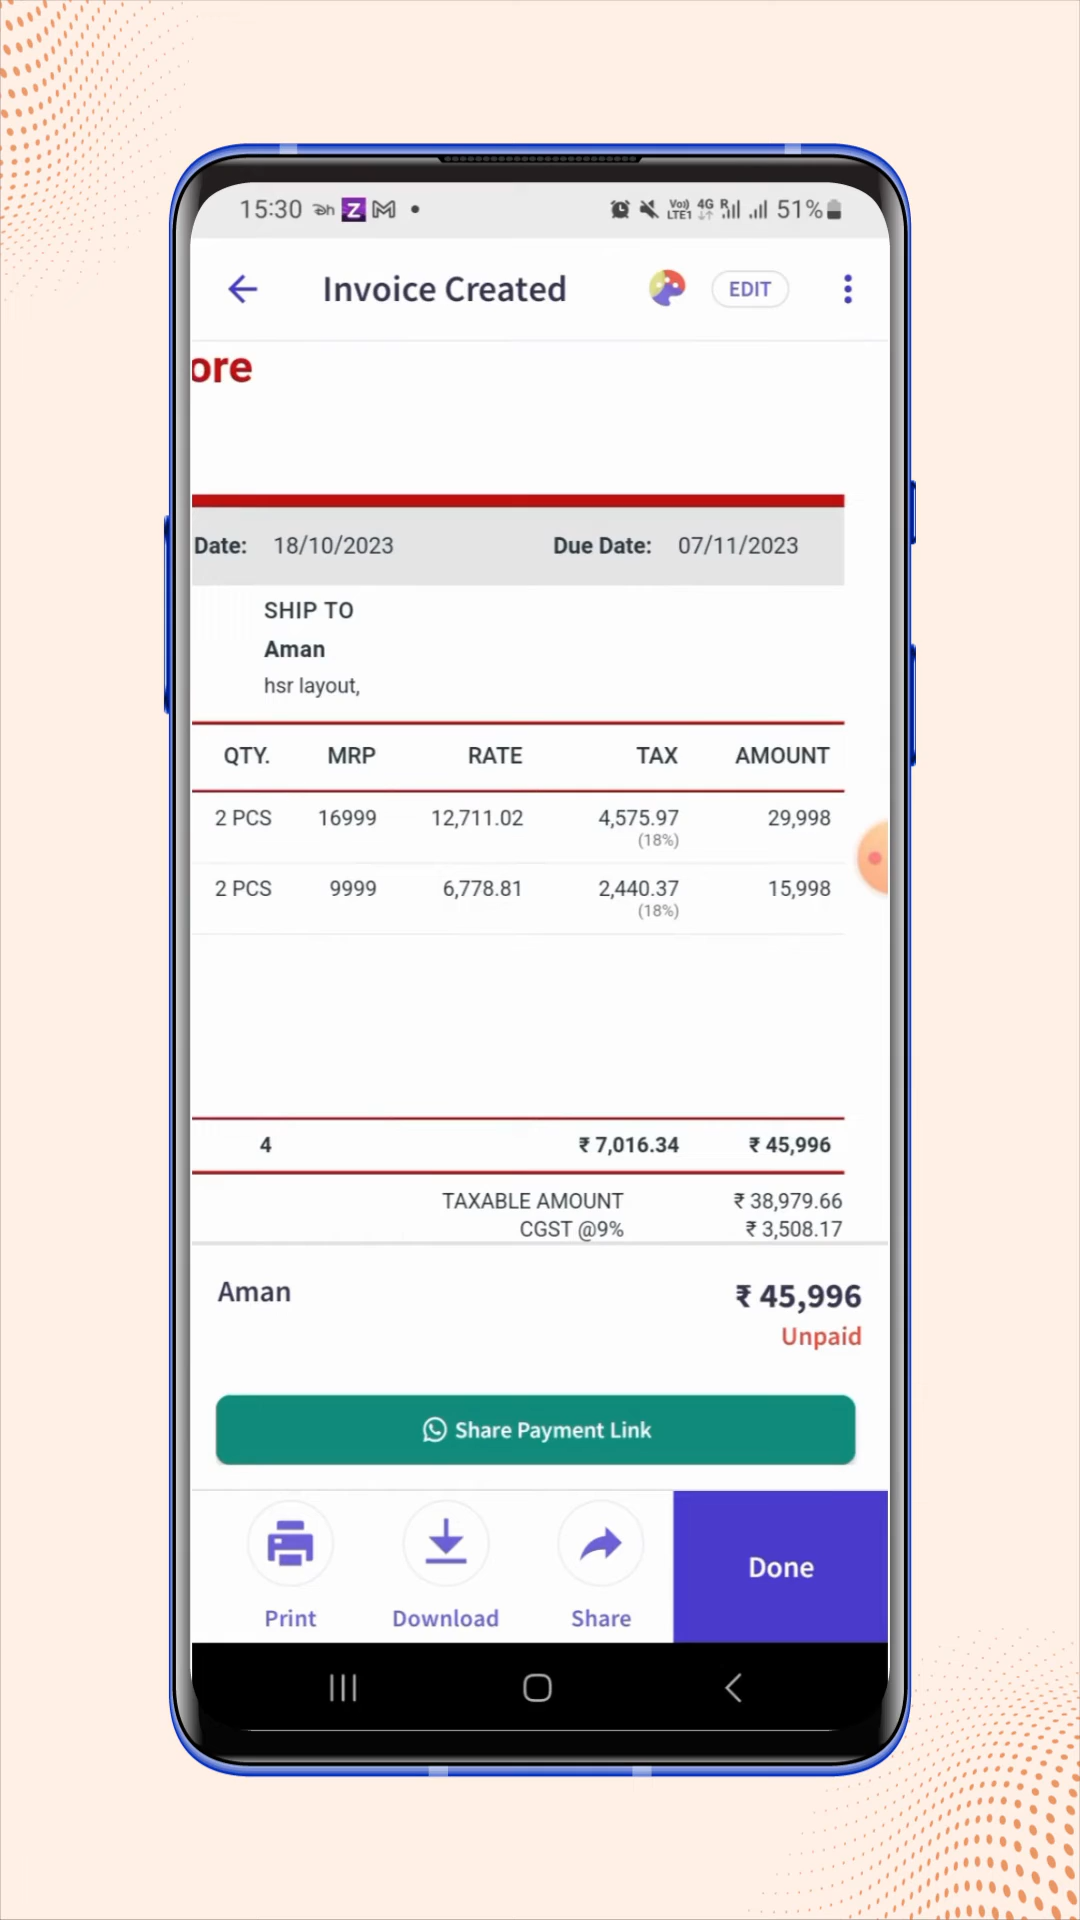 15:30 Z M • Vo)) LTE1 4G R 51%
Invoice Created EDIT
ore
Date: 18/10/2023 Due Date: 07/11/2023
SHIP TO
Aman
hsr layout,
QTY. MRP RATE TAX AMOUNT
2 PCS 16999 12,711.02 4,575.97 29,998
(18%)
2 PCS 9999 6,778.81 2,440.37 15,998
(18%)
4 ₹ 7,016.34 ₹ 45,996
TAXABLE AMOUNT ₹ 38,979.66
CGST @9% ₹ 3,508.17
Aman ₹ 45,996
Unpaid
Share Payment Link
Print Download Share Done